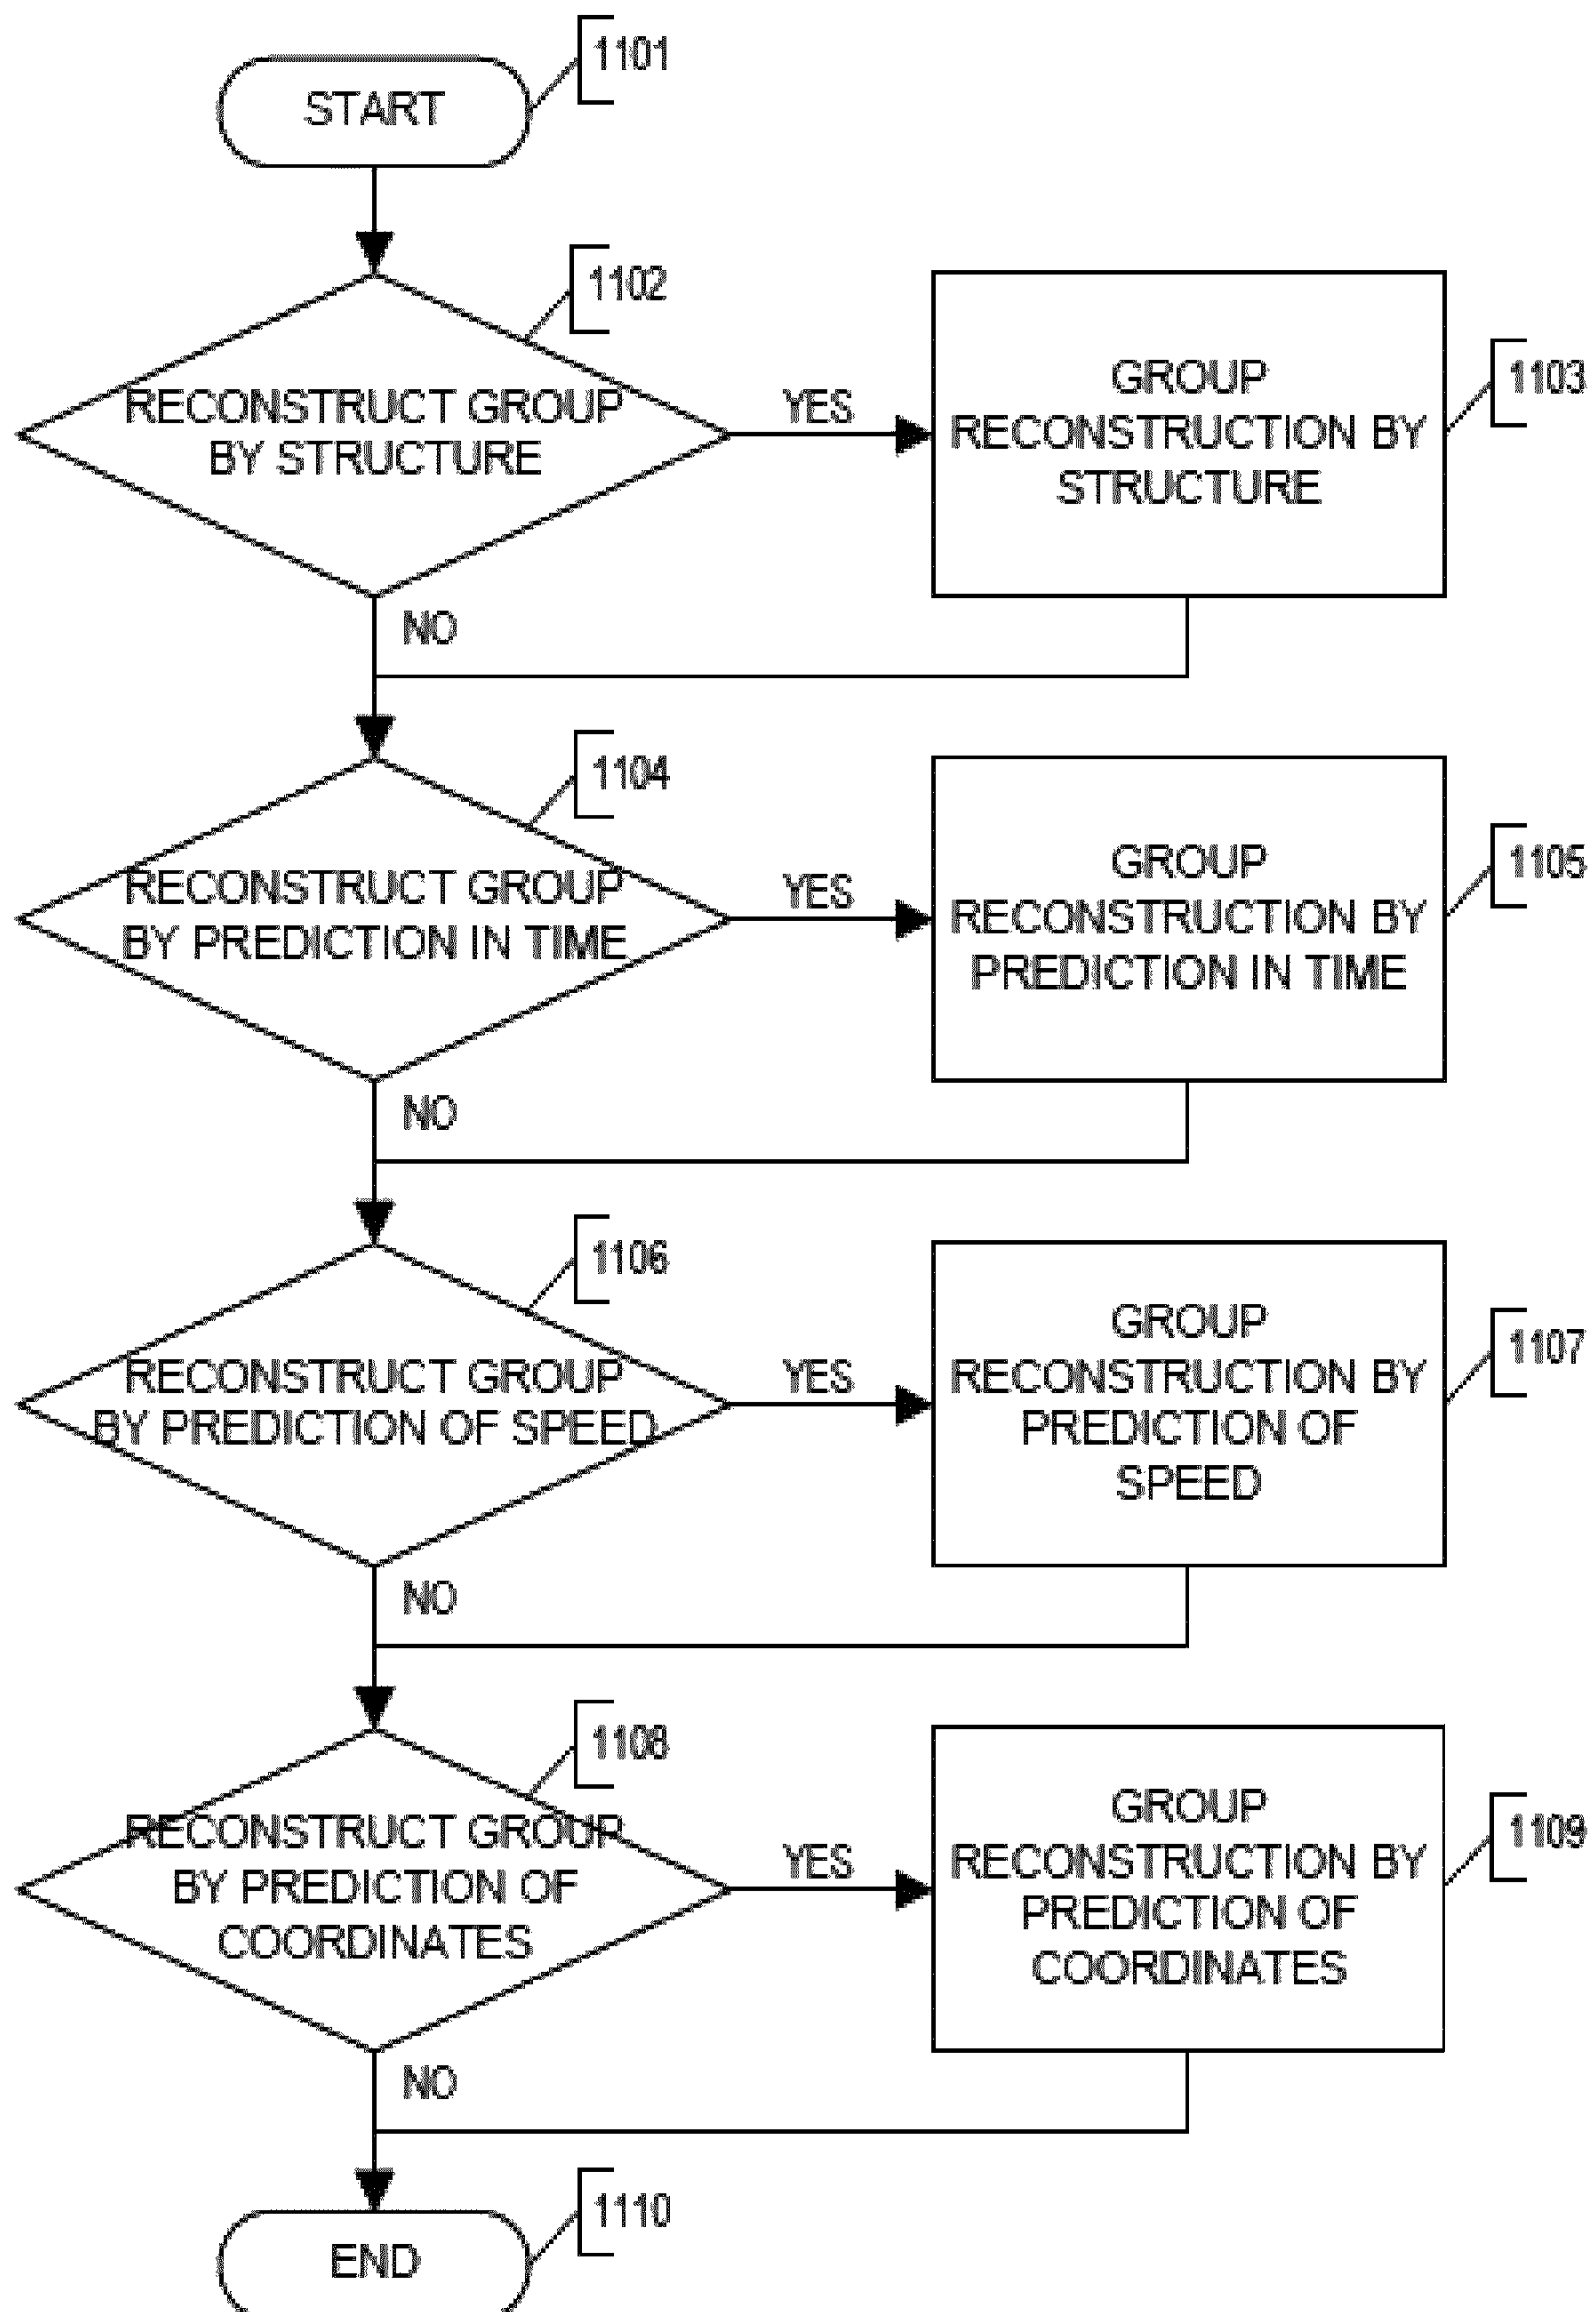 START
1101
1102
RECONSTRUCT GROUP
BY STRUCTURE
YES
GROUP
RECONSTRUCTION BY
STRUCTURE
1103
NO
1104
RECONSTRUCT GROUP
BY PREDICTION IN TIME
YES
GROUP
RECONSTRUCTION BY
PREDICTION IN TIME
1105
NO
1106
RECONSTRUCT GROUP
BY PREDICTION OF SPEED
YES
GROUP
RECONSTRUCTION BY
PREDICTION OF
SPEED
1107
NO
1108
RECONSTRUCT GROUP
BY PREDICTION OF
COORDINATES
YES
GROUP
RECONSTRUCTION BY
PREDICTION OF
COORDINATES
1109
NO
1110
END